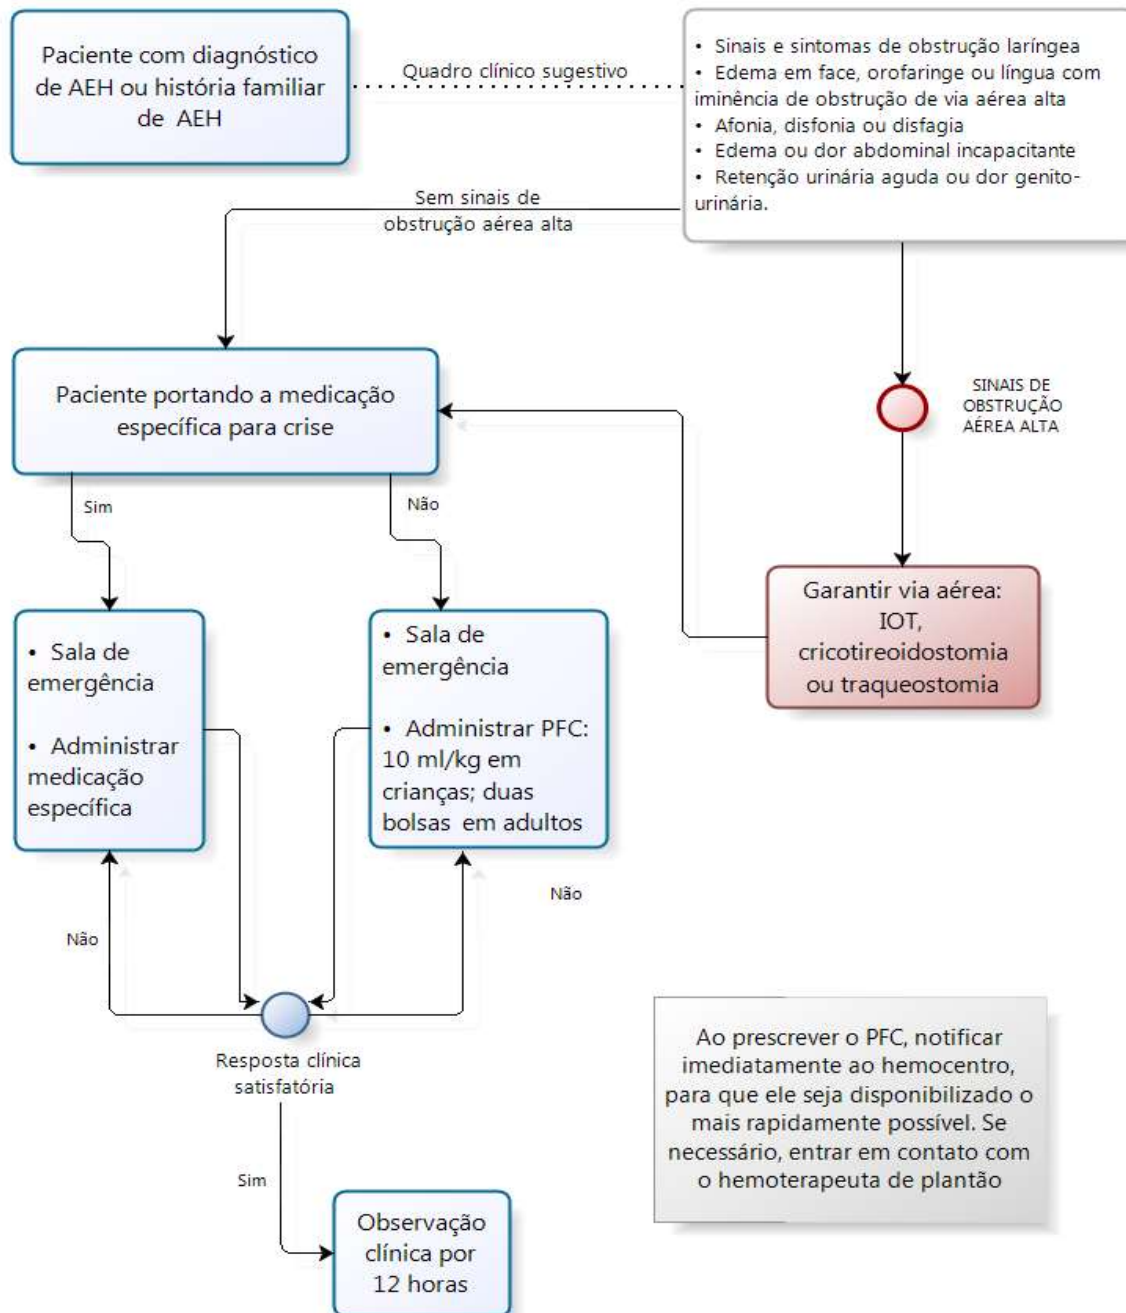 Paciente com diagnóstico
de AEH ou história familiar
de AEH
Quadro clínico sugestivo
• Sinais e sintomas de obstrução laríngea
• Edema em face, orofaringe ou língua com
iminência de obstrução de via aérea alta
• Afonia, disfonia ou disfagia
• Edema ou dor abdominal incapacitante
• Retenção urinária aguda ou dor genito-
urinária.
Sem sinais de
obstrução aérea alta
Paciente portando a medicação
específica para crise
SINAIS DE
OBSTRUÇÃO
AÉREA ALTA
Sim
Não
Garantir via aérea:
IOT,
cricotireoidostomia
ou traqueostomia
• Sala de
emergência
• Administrar
medicação
específica
• Sala de
emergência
• Administrar PFC:
10 ml/kg em
crianças; duas
bolsas em adultos
Não
Não
Resposta clínica
satisfatória
Ao prescrever o PFC, notificar
imediatamente ao hemocentro,
para que ele seja disponibilizado o
mais rapidamente possível. Se
necessário, entrar em contato com
o hemoterapeuta de plantão
Sim
Observação
clínica por
12 horas